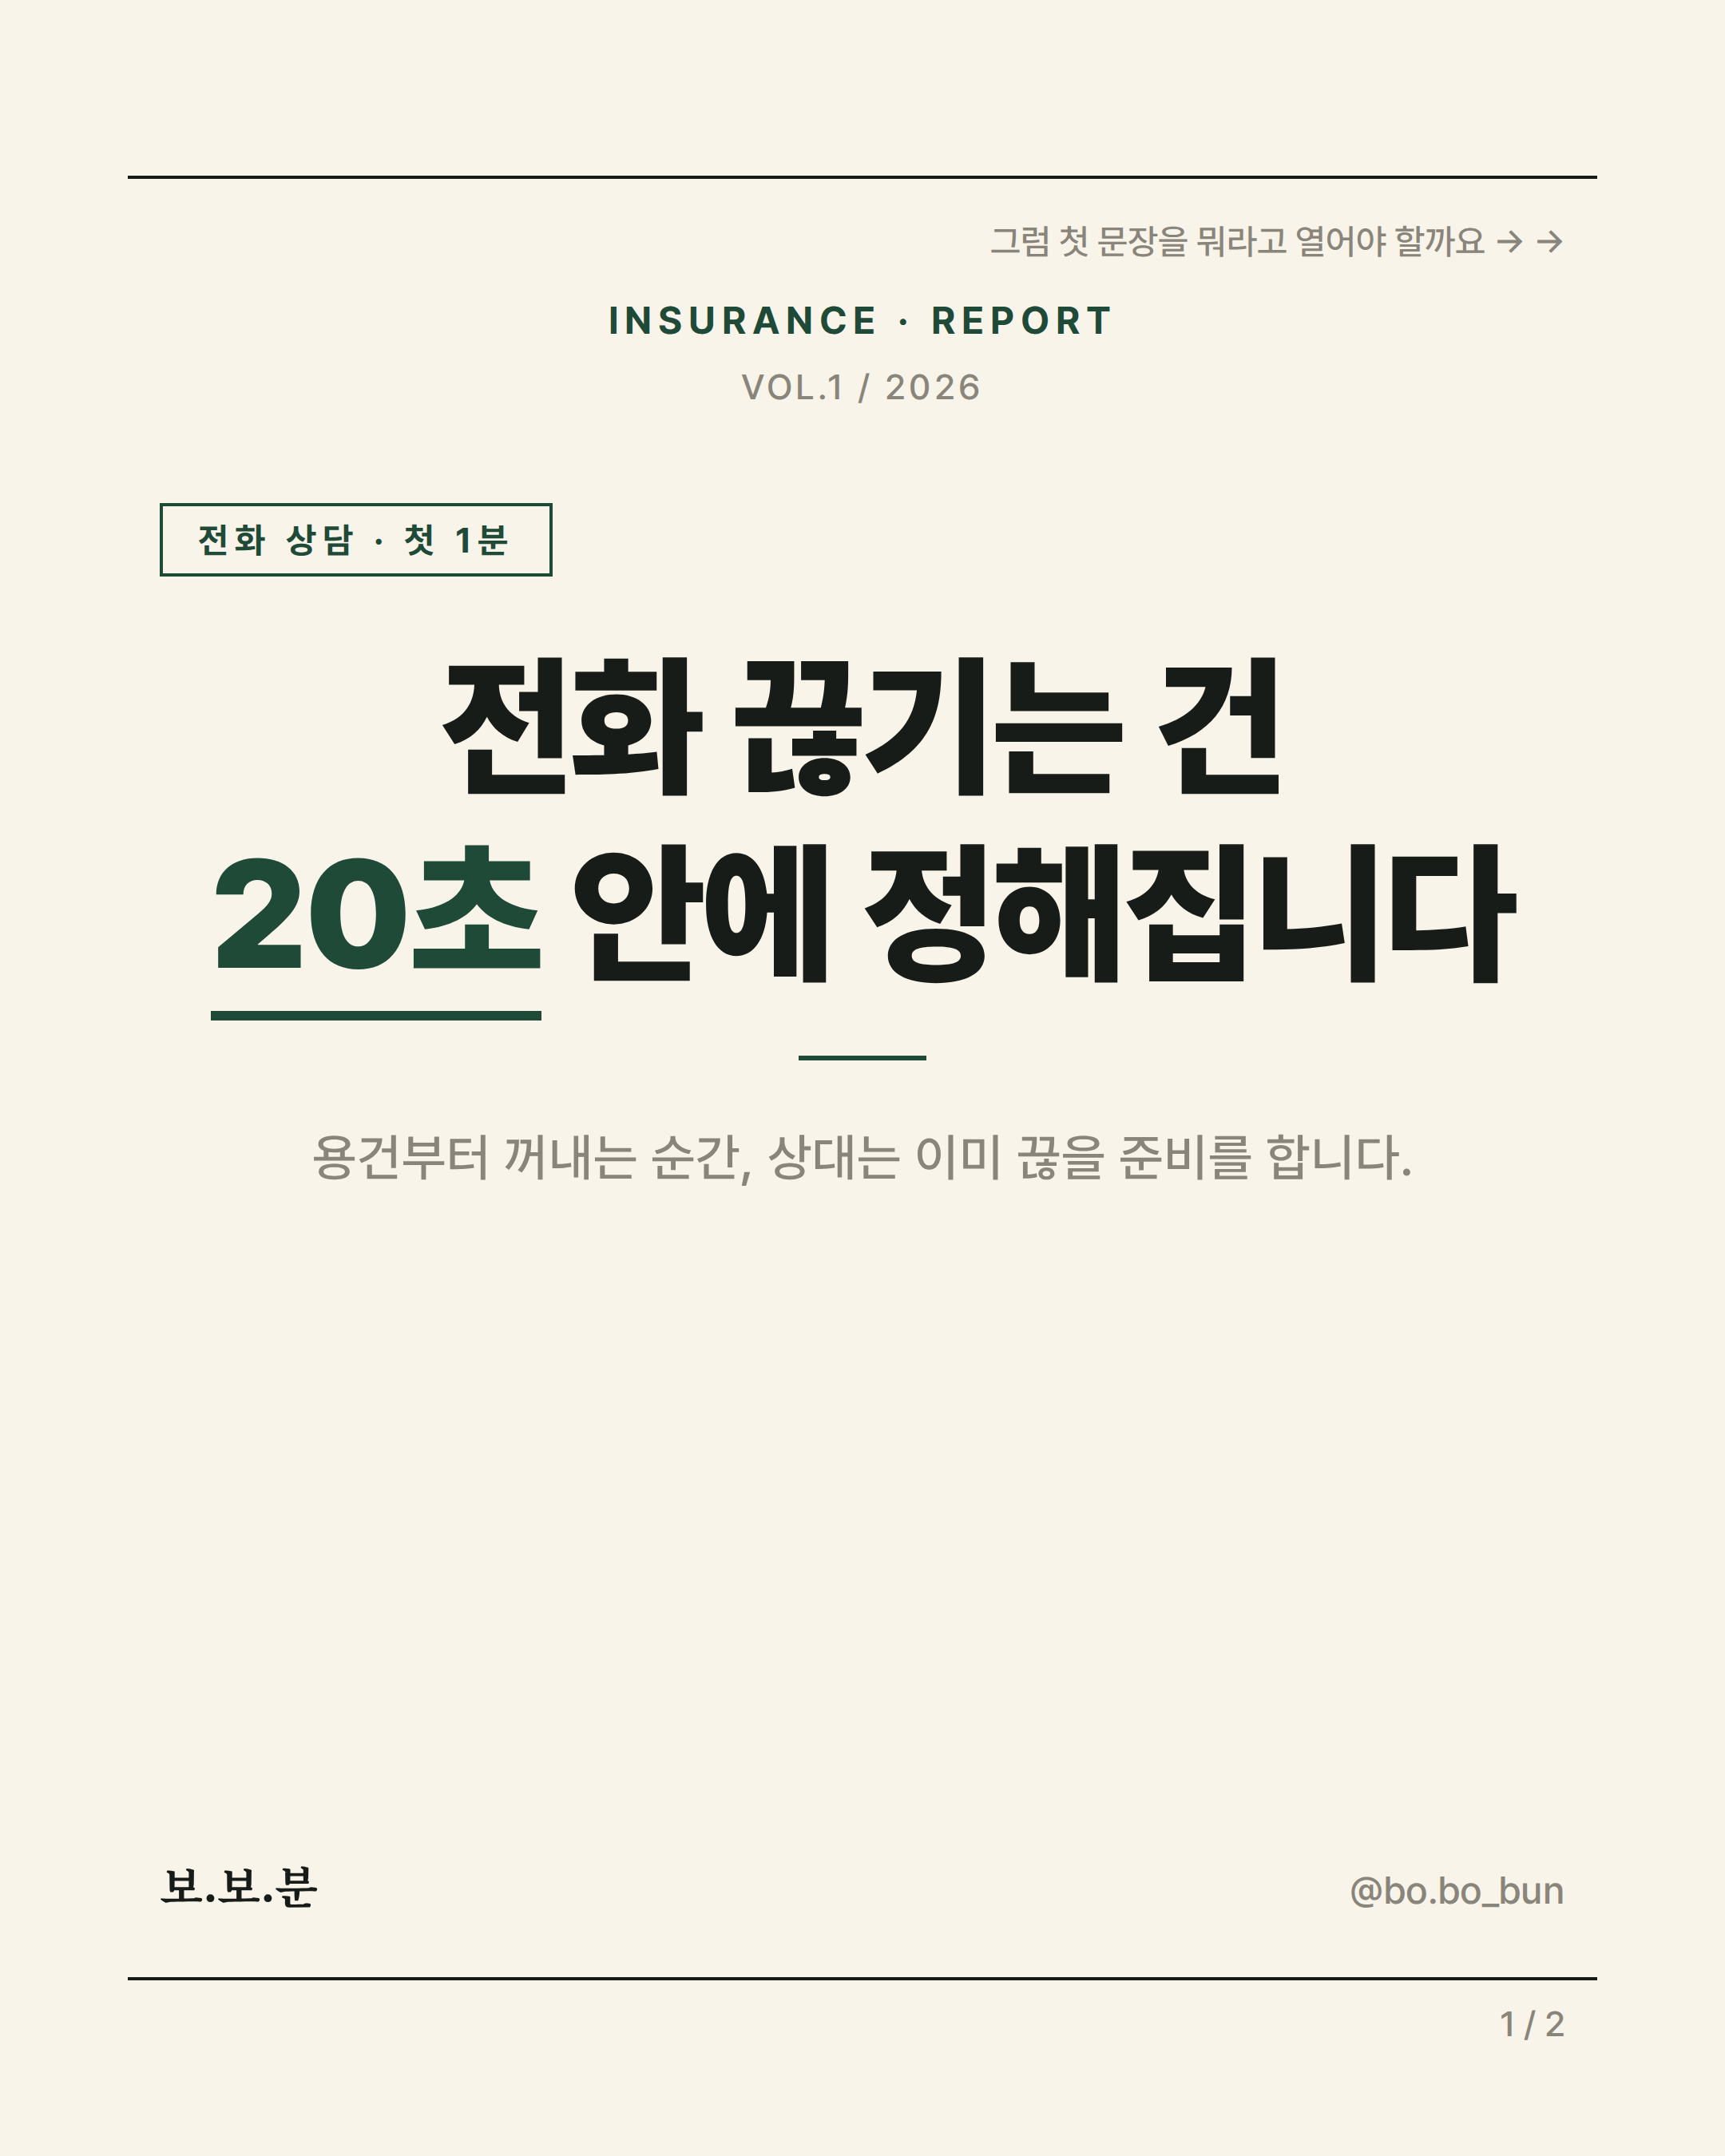 그럼 첫 문장을 뭐라고 열어야 할까요 → →
INSURANCE · REPORT
VOL.1 / 2026
전화 상담 · 첫 1분
전화 끊기는 건
20초 안에 정해집니다
용건부터 꺼내는 순간, 상대는 이미 끊을 준비를 합니다.
보.보.분
@bo.bo_bun
1 / 2